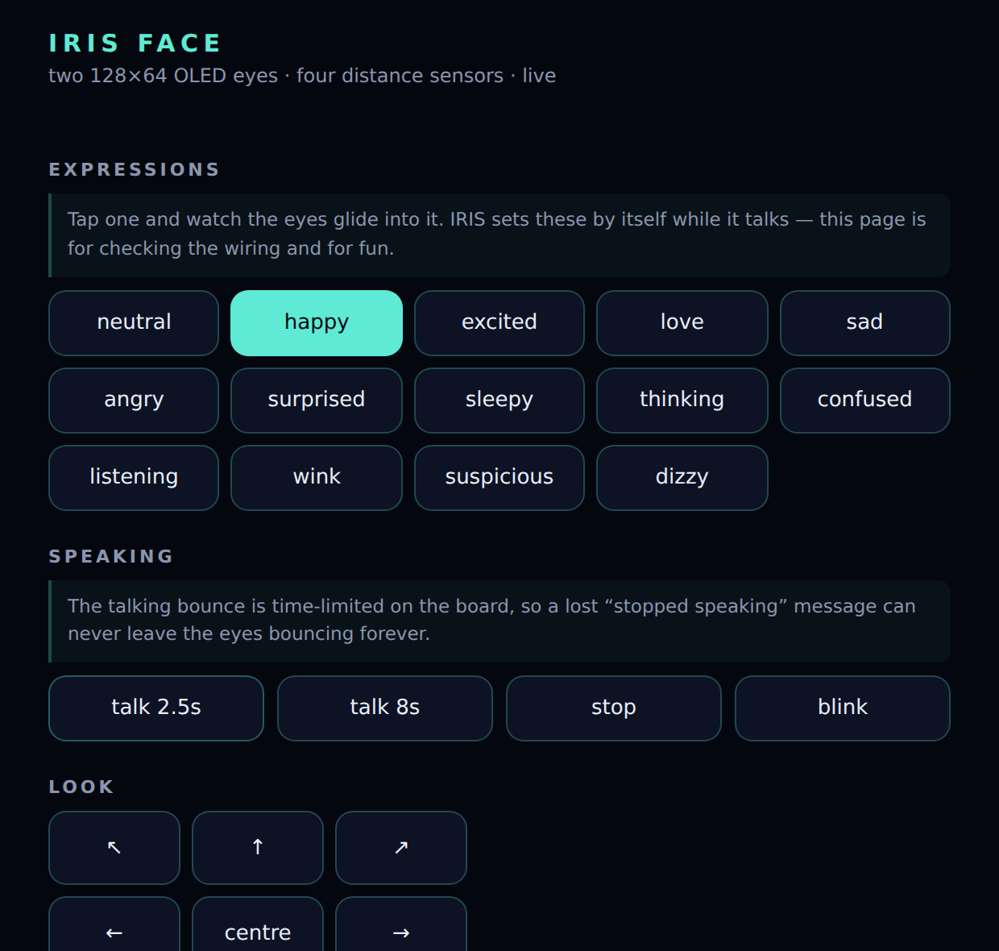 IRIS FACE
two 128×64 OLED eyes · four distance sensors · live
EXPRESSIONS
Tap one and watch the eyes glide into it. IRIS sets these by itself while it talks — this page is
for checking the wiring and for fun.
neutral happy excited love sad
angry surprised sleepy thinking confused
listening wink suspicious dizzy
SPEAKING
The talking bounce is time-limited on the board, so a lost “stopped speaking” message can
never leave the eyes bouncing forever.
talk 2.5s talk 8s stop blink
LOOK
↖ ↑ ↗
← centre →